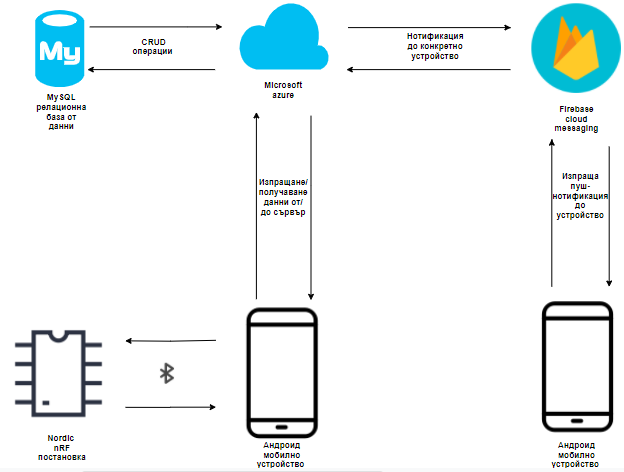 My
CRUD
операции
Нотификация
до конкретно
устройство
MySQL
релационна
база от
данни
Microsoft
azure
Firebase
cloud
messaging
Изпращане/
получаване
данни от/
до сървър
Изпраща
пуш-
нотификация
до
устройство
Nordic
nRF
постановка
Андроид
мобилно
устройство
Андроид
мобилно
устройство